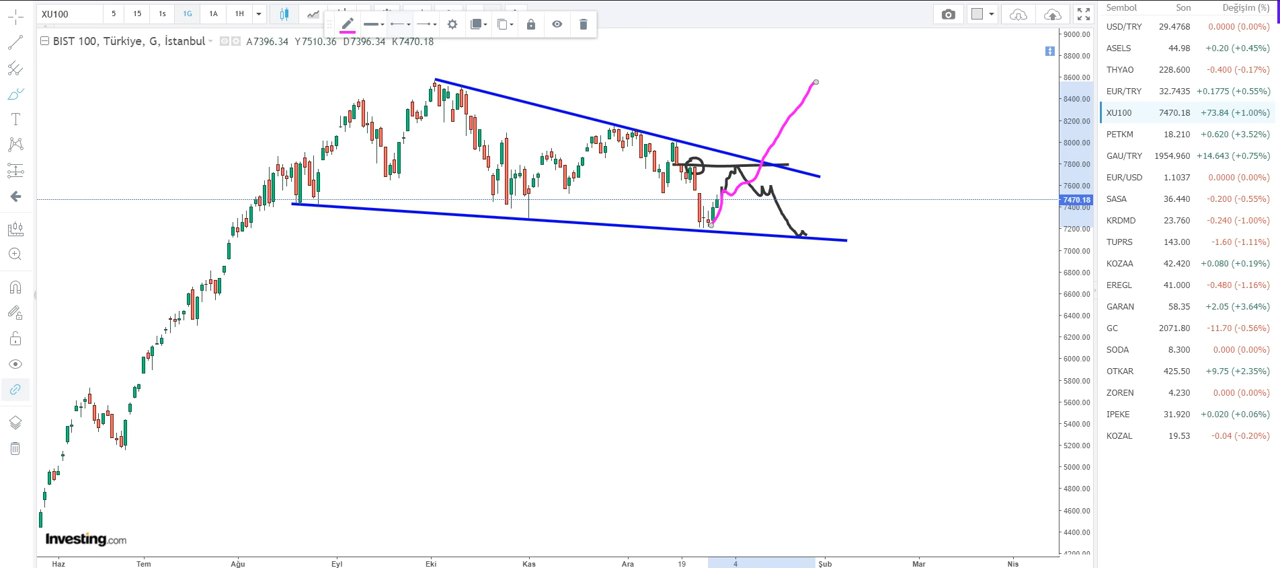 XU100 5 15 1s 1G 1A 1H
BIST 100, Türkiye, G, İstanbul A7396.34 Y7510.36 D7396.34 K7470.18
9000.00
8600.00
8400.00
8200.00
8000.00
7800.00
7600.00
7470.18
7400.00
7200.00
7000.00
6800.00
6600.00
6400.00
6200.00
6000.00
5800.00
5600.00
5400.00
5200.00
5000.00
4800.00
4600.00
4400.00
4200.00
Investing.com
Haz Tem Ağu Eyl Eki Kas Ara 19 4 Şub Mar Nis
Sembol Son Değişim (%)
USD/TRY 29.4768 0.0000 (0.00%)
ASELS 44.98 +0.20 (+0.45%)
THYAO 228.600 -0.400 (-0.17%)
EUR/TRY 32.7435 +0.1775 (+0.55%)
XU100 7470.18 +73.84 (+1.00%)
PETKM 18.210 +0.620 (+3.52%)
GAU/TRY 1954.960 +14.643 (+0.75%)
EUR/USD 1.1037 0.0000 (0.00%)
SASA 36.440 -0.200 (-0.55%)
KRDMD 23.760 -0.240 (-1.00%)
TUPRS 143.00 -1.60 (-1.11%)
KOZAA 42.420 +0.080 (+0.19%)
EREGL 41.000 -0.480 (-1.16%)
GARAN 58.35 +2.05 (+3.64%)
GC 2071.80 -11.70 (-0.56%)
SODA 8.300 0.000 (0.00%)
OTKAR 425.50 +9.75 (+2.35%)
ZOREN 4.230 0.000 (0.00%)
IPEKE 31.920 +0.020 (+0.06%)
KOZAL 19.53 -0.04 (-0.20%)